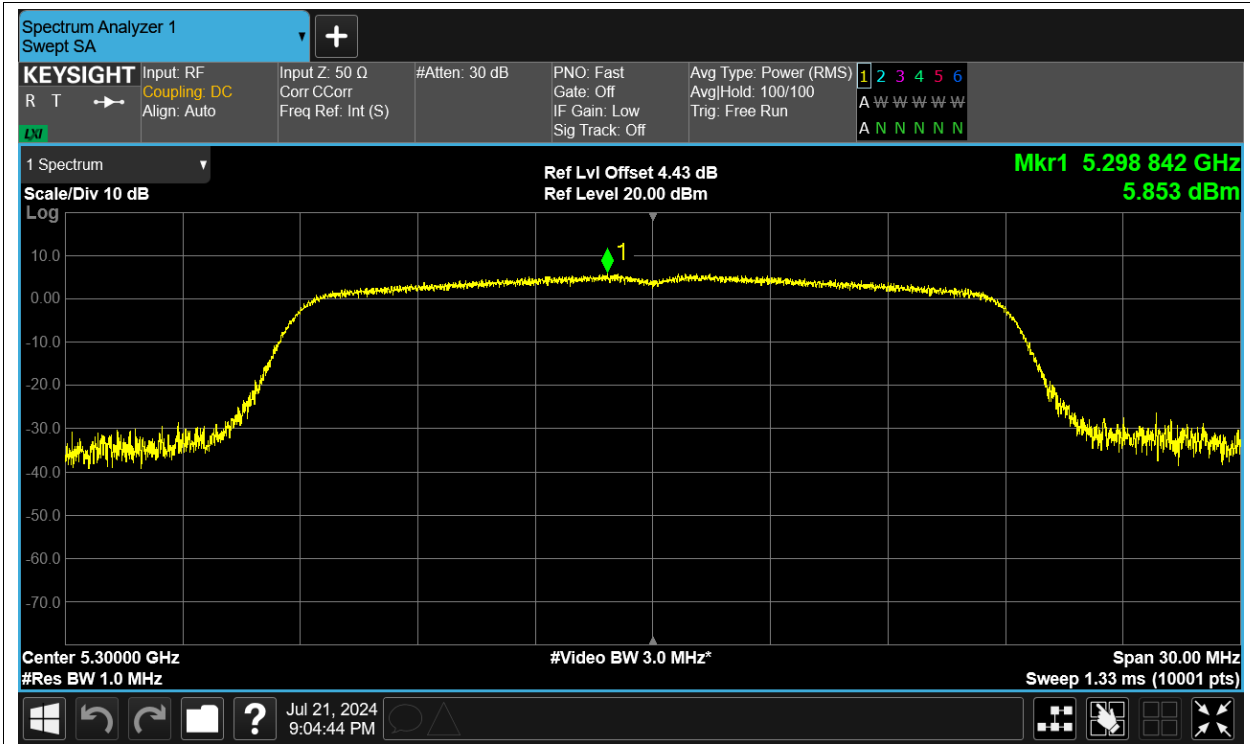 Spectrum Analyzer 1
Swept SA
KEYSIGHT
R T
LXI
Input: RF
Coupling: DC
Align: Auto
Input Z: 50 Ω
Corr CCorr
Freq Ref: Int (S)
#Atten: 30 dB
PNO: Fast
Gate: Off
IF Gain: Low
Sig Track: Off
Avg Type: Power (RMS)
Avg|Hold: 100/100
Trig: Free Run
1 2 3 4 5 6
A W W W W W
A N N N N N
1 Spectrum
Scale/Div 10 dB
Log
Ref Lvl Offset 4.43 dB
Ref Level 20.00 dBm
Mkr1 5.298 842 GHz
5.853 dBm
1
10.0
0.00
-10.0
-20.0
-30.0
-40.0
-50.0
-60.0
-70.0
Center 5.30000 GHz
#Res BW 1.0 MHz
#Video BW 3.0 MHz*
Span 30.00 MHz
Sweep 1.33 ms (10001 pts)
?
Jul 21, 2024
9:04:44 PM